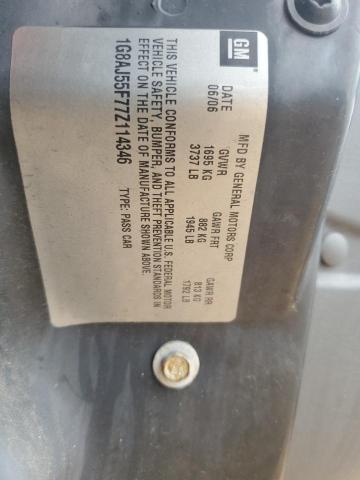 GM
MFD BY GENERAL MOTORS CORP
DATE GVWR GAWR FRT GAWR RR
06/06 1695 KG 882 KG 813 KG
3737 LB 1945 LB 1792 LB
THIS VEHICLE CONFORMS TO ALL APPLICABLE U.S. FEDERAL MOTOR
VEHICLE SAFETY, BUMPER, AND THEFT PREVENTION STANDARDS IN
EFFECT ON THE DATE OF MANUFACTURE SHOWN ABOVE.
1G8AJ55F77Z114346 TYPE: PASS CAR